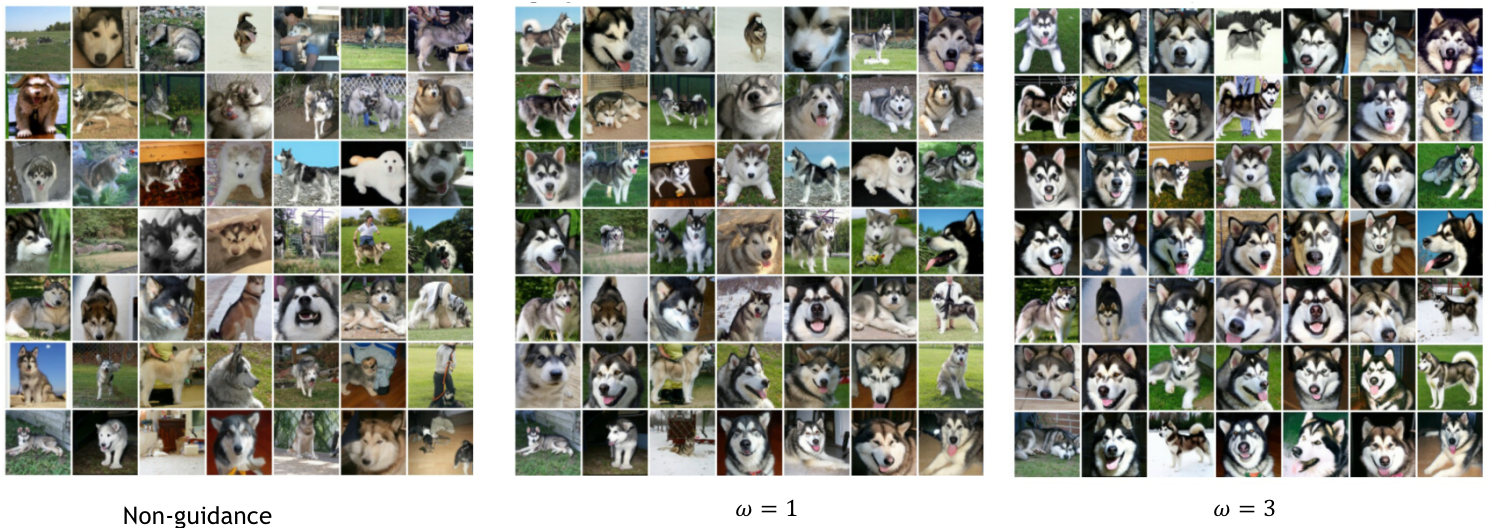 Non-guidance
𝜔 = 1
𝜔 = 3